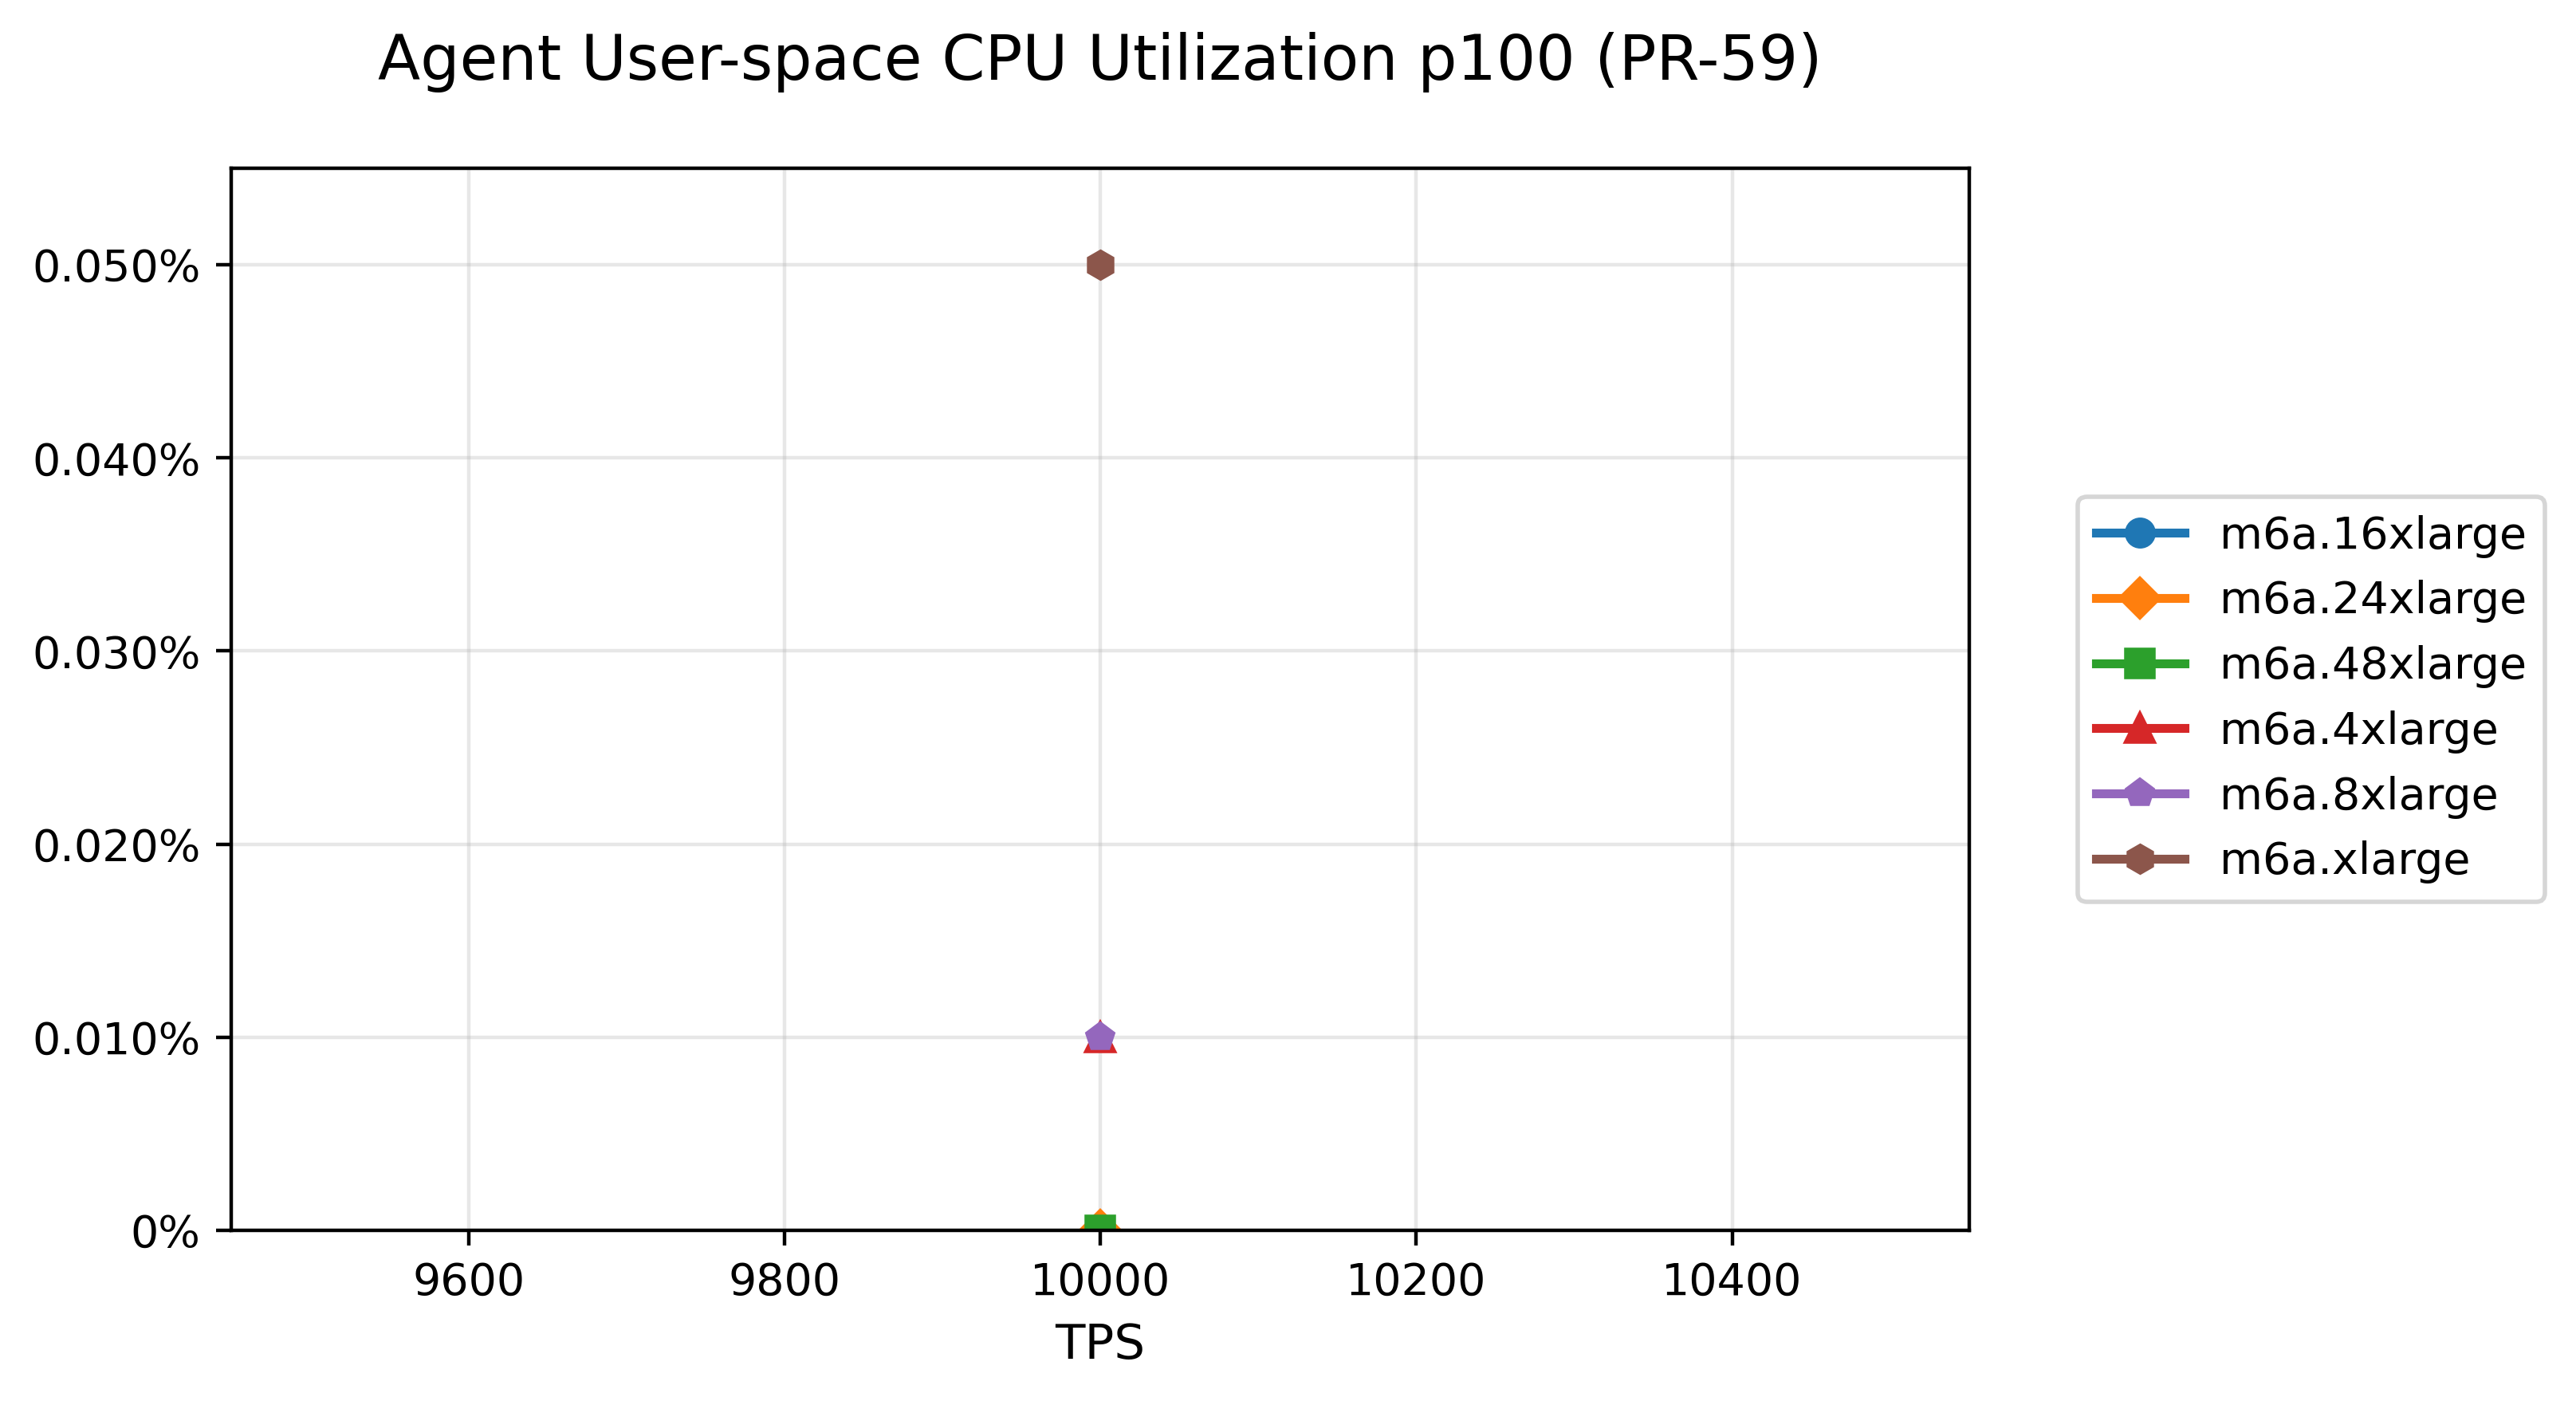 Agent User-space CPU Utilization p100 (PR-59)
0.050%
0.040%
0.030%
0.020%
0.010%
0%
9600 9800 10000 10200 10400
TPS
m6a.16xlarge
m6a.24xlarge
m6a.48xlarge
m6a.4xlarge
m6a.8xlarge
m6a.xlarge